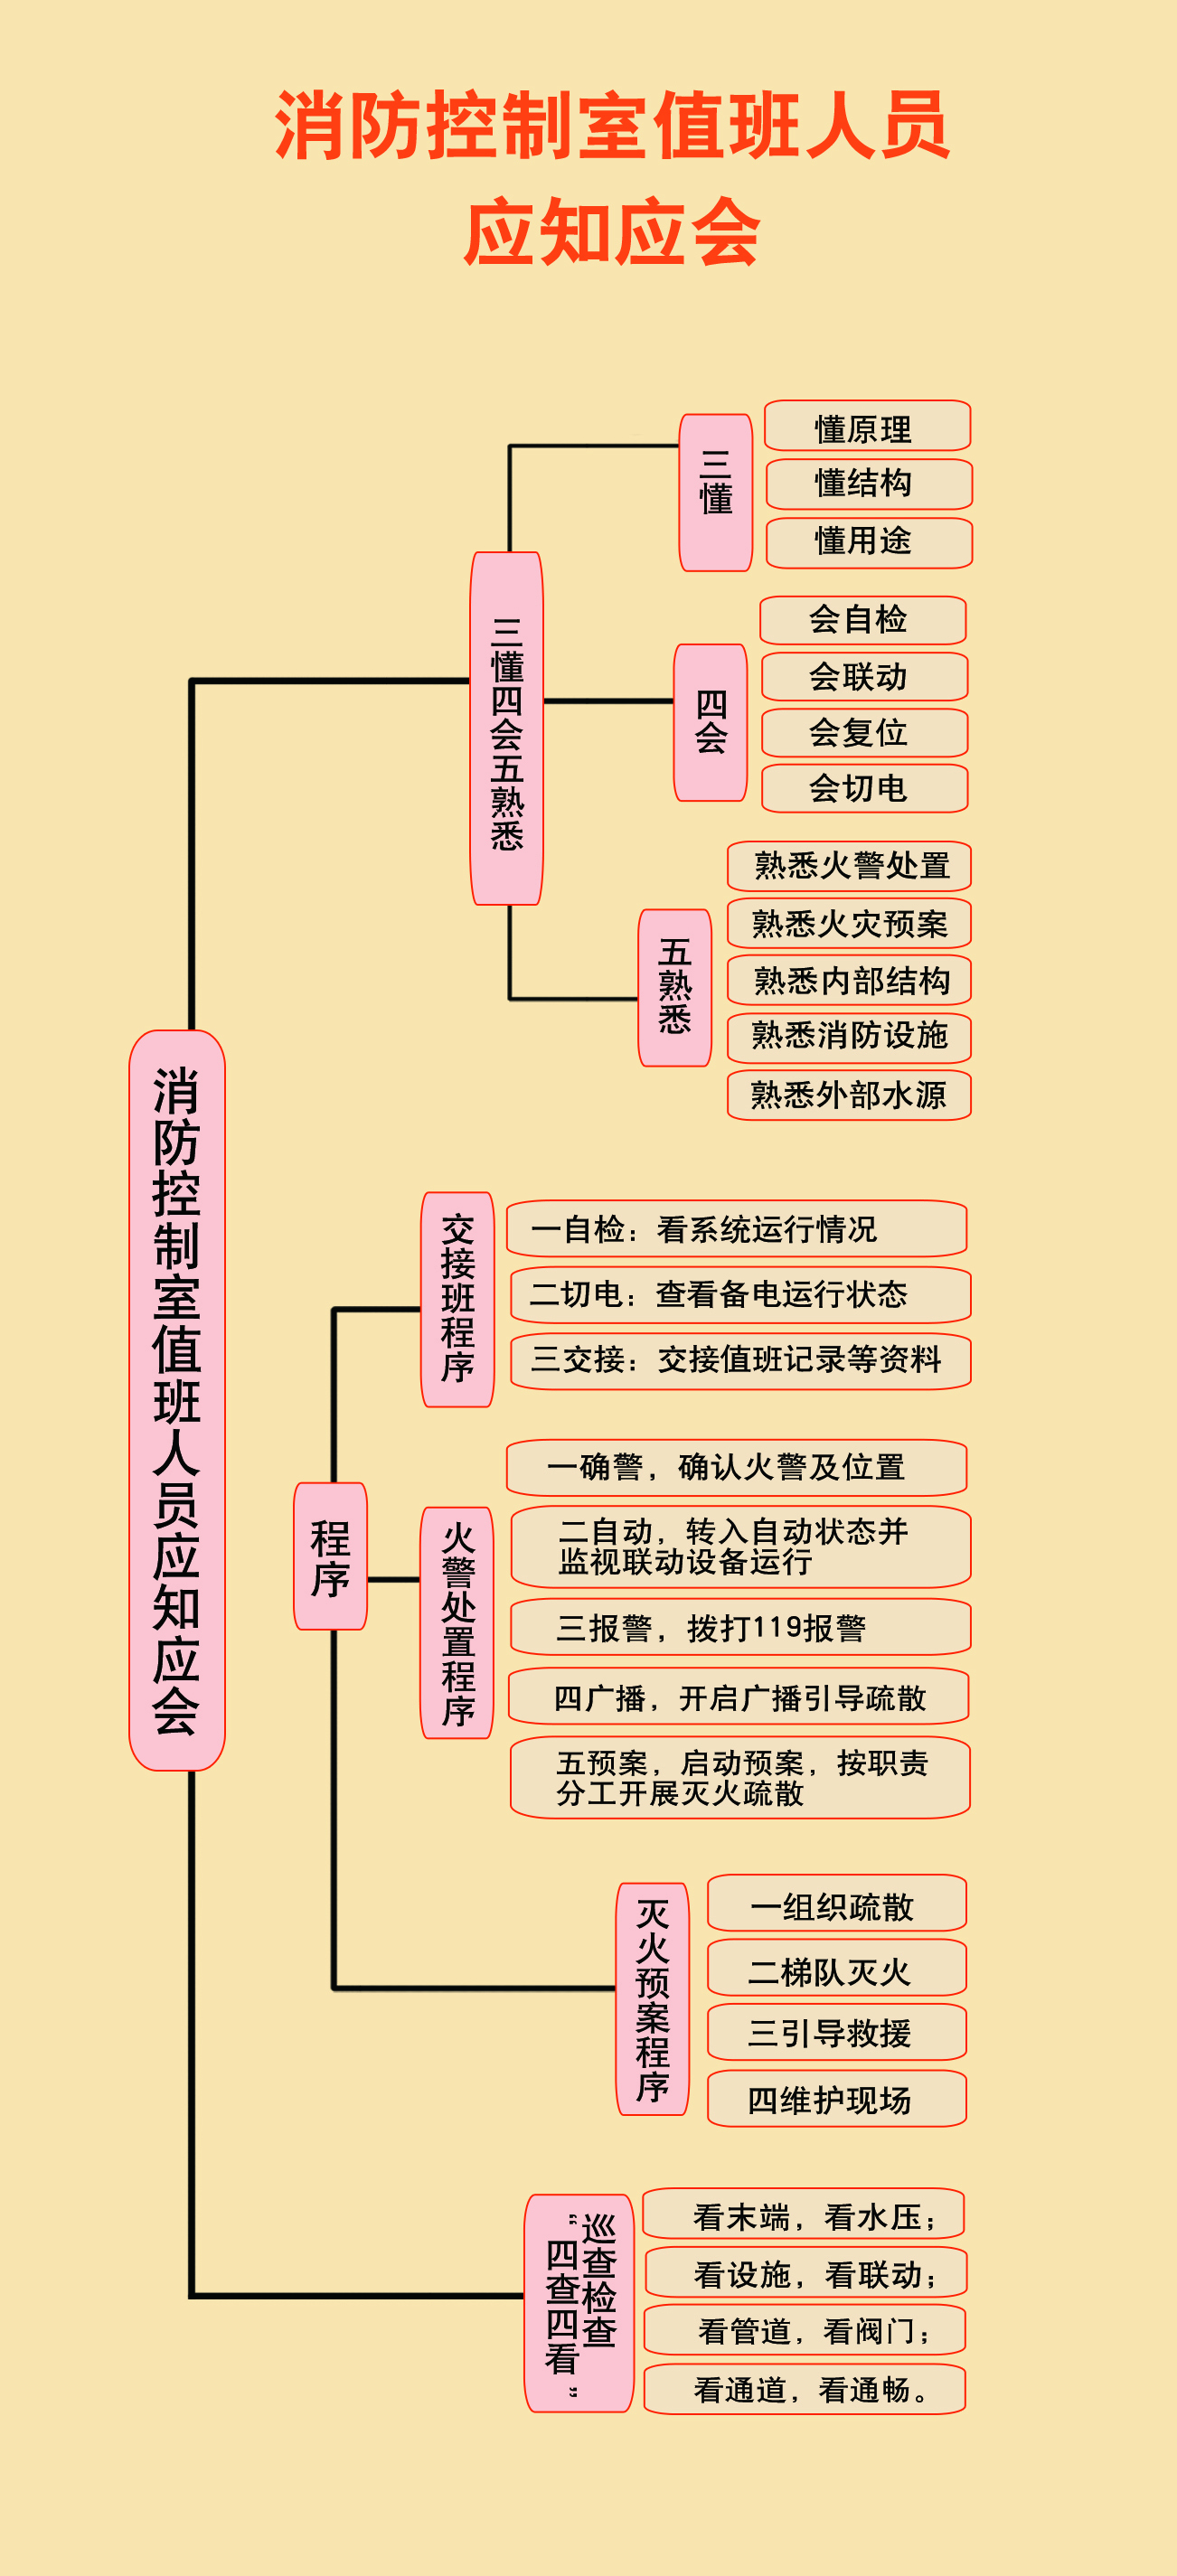 消防控制室值班人员
应知应会
消防控制室值班人员应知应会
三懂四会五熟悉
三懂
懂原理
懂结构
懂用途
四会
会自检
会联动
会复位
会切电
五熟悉
熟悉火警处置
熟悉火灾预案
熟悉内部结构
熟悉消防设施
熟悉外部水源
程序
交接班程序
一自检：看系统运行情况
二切电：查看备电运行状态
三交接：交接值班记录等资料
火警处置程序
一确警，确认火警及位置
二自动，转入自动状态并
监视联动设备运行
三报警，拨打119报警
四广播，开启广播引导疏散
五预案，启动预案，按职责
分工开展灭火疏散
灭火预案程序
一组织疏散
二梯队灭火
三引导救援
四维护现场
巡查检查
“四查四看”
看末端，看水压；
看设施，看联动；
看管道，看阀门；
看通道，看通畅。